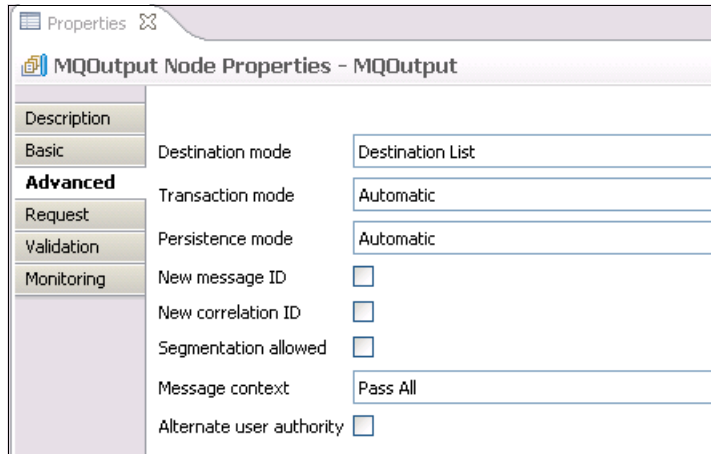 Properties
MQOutput Node Properties - MQOutput
Description
Basic
Advanced
Request
Validation
Monitoring
Destination mode Destination List
Transaction mode Automatic
Persistence mode Automatic
New message ID
New correlation ID
Segmentation allowed
Message context Pass All
Alternate user authority